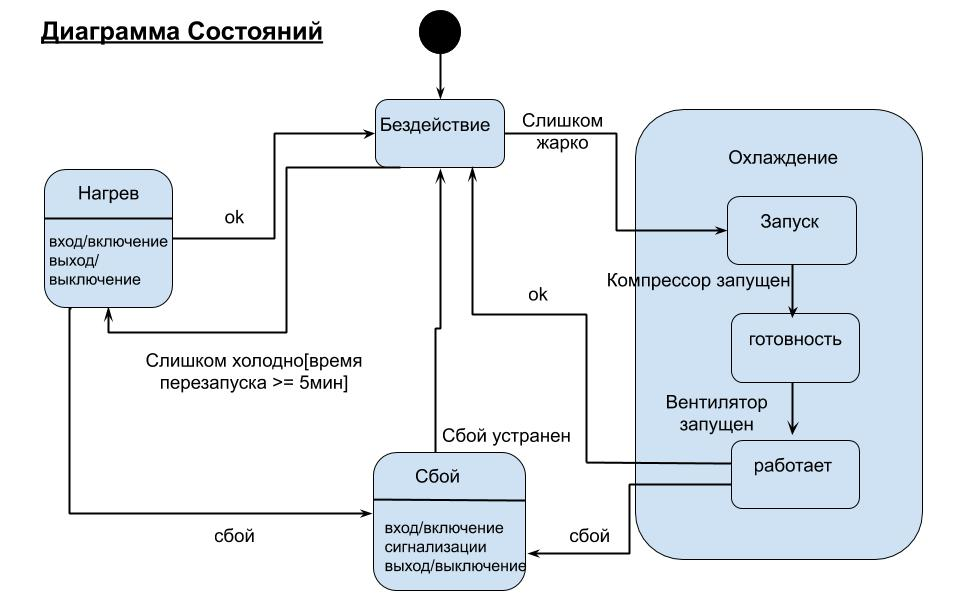 Диаграмма Состояний
Бездействие
Слишком
жарко
Охлаждение
Нагрев
вход/включение
выход/
выключение
ok
Запуск
Компрессор запущен
ok
готовность
Слишком холодно[время
перезапуска >= 5мин]
Вентилятор
запущен
Сбой устранен
работает
Сбой
вход/включение
сигнализации
выход/выключение
сбой
сбой